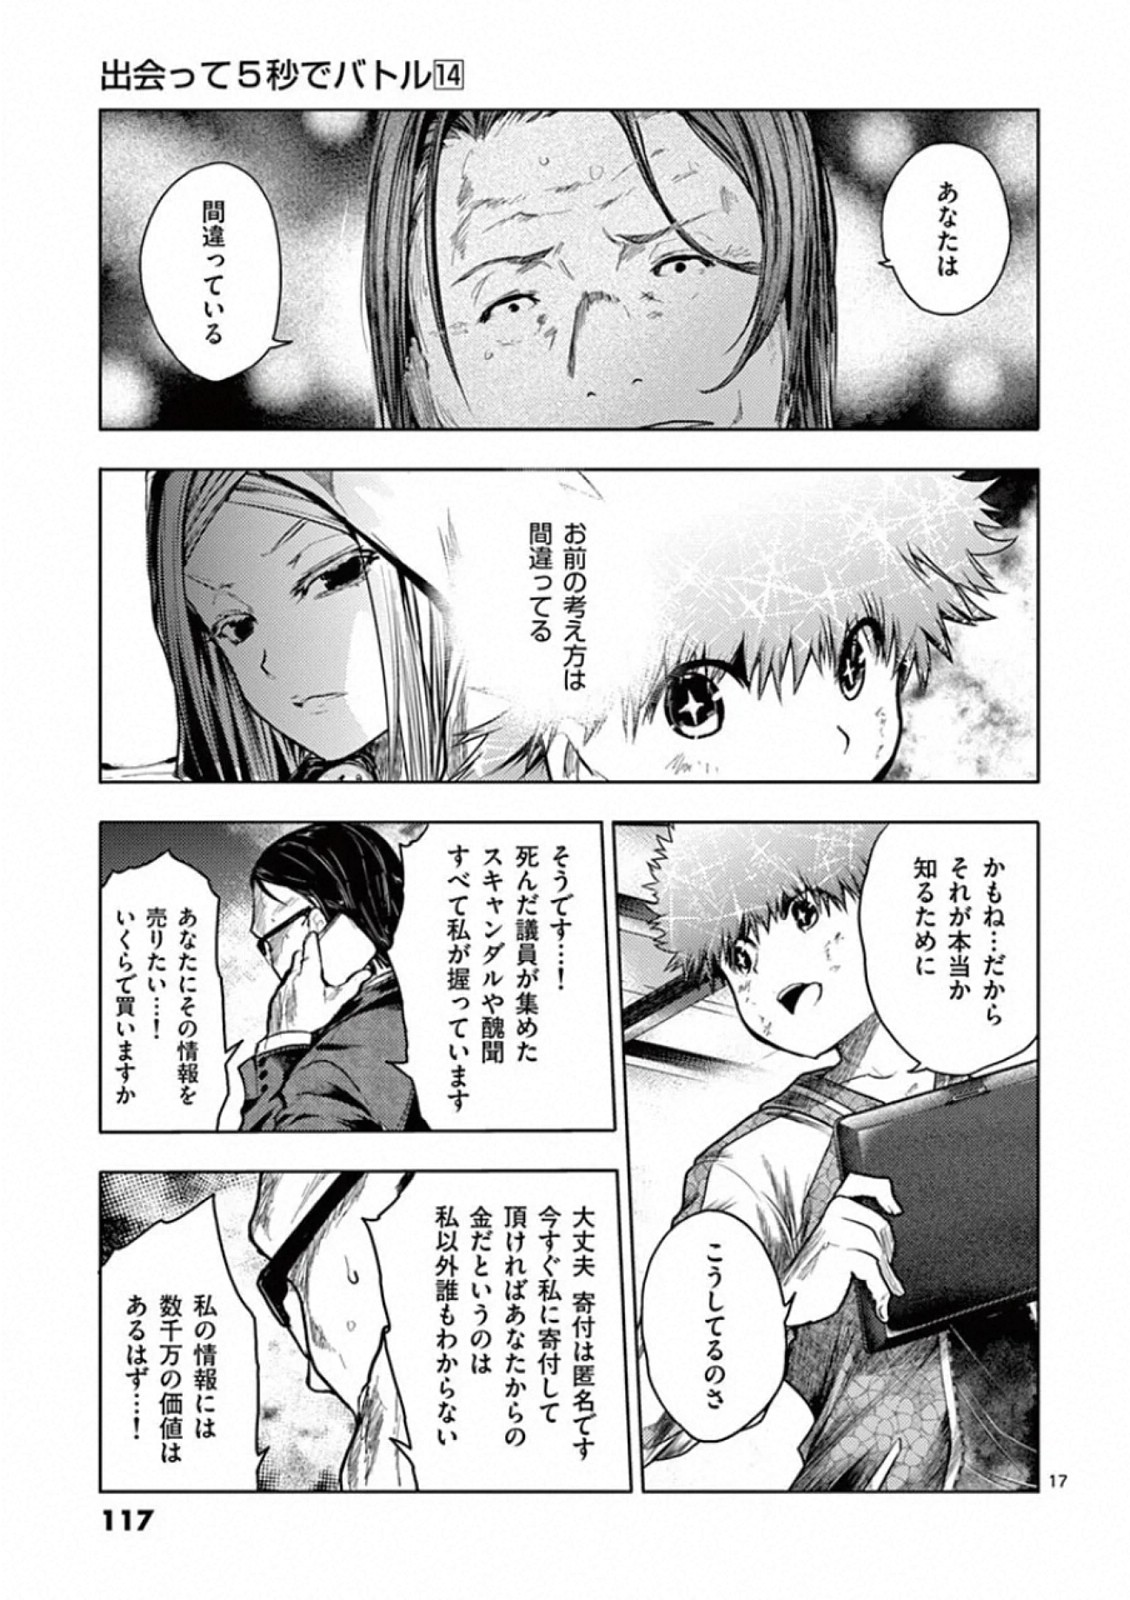 出会って5秒でバトル14
あなたは
間違っている
お前の考え方は
間違ってる
かもね…だから
それが本当か
知るために
こうしてるのさ
そうです…！
死んだ議員が集めた
スキャンダルや醜聞
すべて私が握っています
あなたにその情報を
売りたい…！
いくらで買いますか
大丈夫 寄付は匿名です
今すぐ私に寄付して
頂ければあなたからの
金だというのは
私以外誰もわからない
私の情報には
数千万の価値は
あるはず…！
17
117